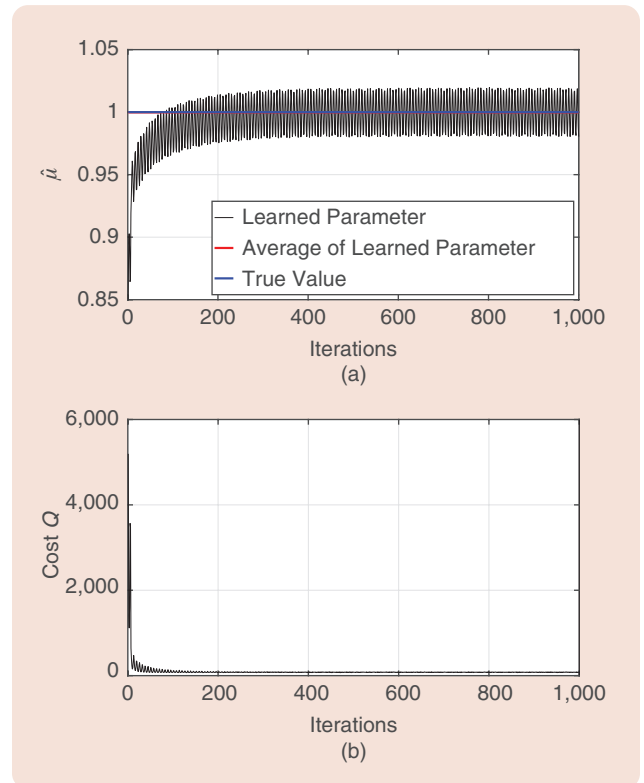 1.05
1
0.95
0.9
0.85
μ̂
Learned Parameter
Average of Learned Parameter
True Value
0 200 400 600 800 1,000
Iterations
(a)
6,000
4,000
2,000
0
Cost Q
0 200 400 600 800 1,000
Iterations
(b)